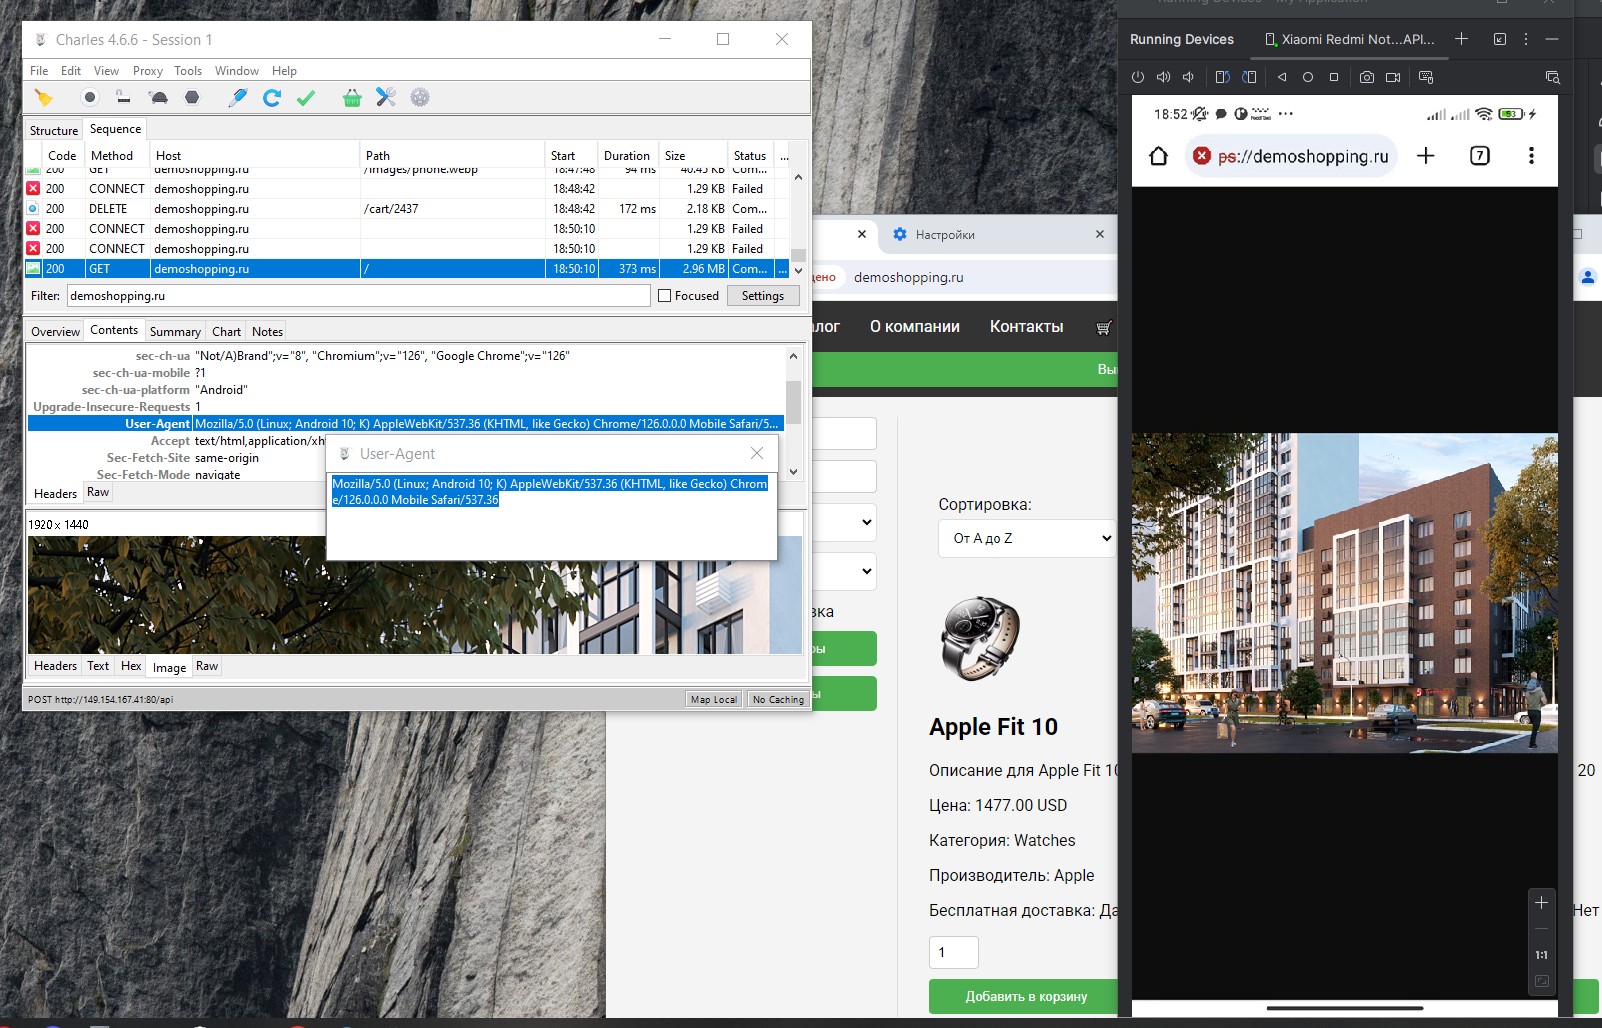 Charles 4.6.6 - Session 1
File Edit View Proxy Tools Window Help
Structure Sequence
Code Method Host Path Start Duration Size Status ...
200 GET demoshopping.ru /images/phone.webp 18:47:48 94 ms 40.45 KB Com...
200 CONNECT demoshopping.ru 18:48:42 1.29 KB Failed
200 DELETE demoshopping.ru /cart/2437 18:48:42 172 ms 2.18 KB Com...
200 CONNECT demoshopping.ru 18:50:10 1.29 KB Failed
200 CONNECT demoshopping.ru 18:50:10 1.29 KB Failed
200 GET demoshopping.ru / 18:50:10 373 ms 2.96 MB Com... ...
Filter: demoshopping.ru Focused Settings
Overview Contents Summary Chart Notes
sec-ch-ua "Not/A)Brand";v="8", "Chromium";v="126", "Google Chrome";v="126"
sec-ch-ua-mobile ?1
sec-ch-ua-platform "Android"
Upgrade-Insecure-Requests 1
User-Agent Mozilla/5.0 (Linux; Android 10; K) AppleWebKit/537.36 (KHTML, like Gecko) Chrome/126.0.0.0 Mobile Safari/5...
Accept text/html,application/xh
Sec-Fetch-Site same-origin
Sec-Fetch-Mode navigate
Headers Raw
User-Agent
Mozilla/5.0 (Linux; Android 10; K) AppleWebKit/537.36 (KHTML, like Gecko) Chrom
e/126.0.0.0 Mobile Safari/537.36
1920 x 1440
Headers Text Hex Image Raw
POST http://149.154.167.41:80/api
Map Local No Caching
Настройки
дено demoshopping.ru
лог О компании Контакты
Вы
Сортировка:
От A до Z
вка
ры
ы
Apple Fit 10
Описание для Apple Fit 10
Цена: 1477.00 USD
Категория: Watches
Производитель: Apple
Бесплатная доставка: Да
1
Добавить в корзину
20
Нет
Running Devices - My Application
Running Devices Xiaomi Redmi Not...API...
18:52 ... 53
ps://demoshopping.ru 7
1:1